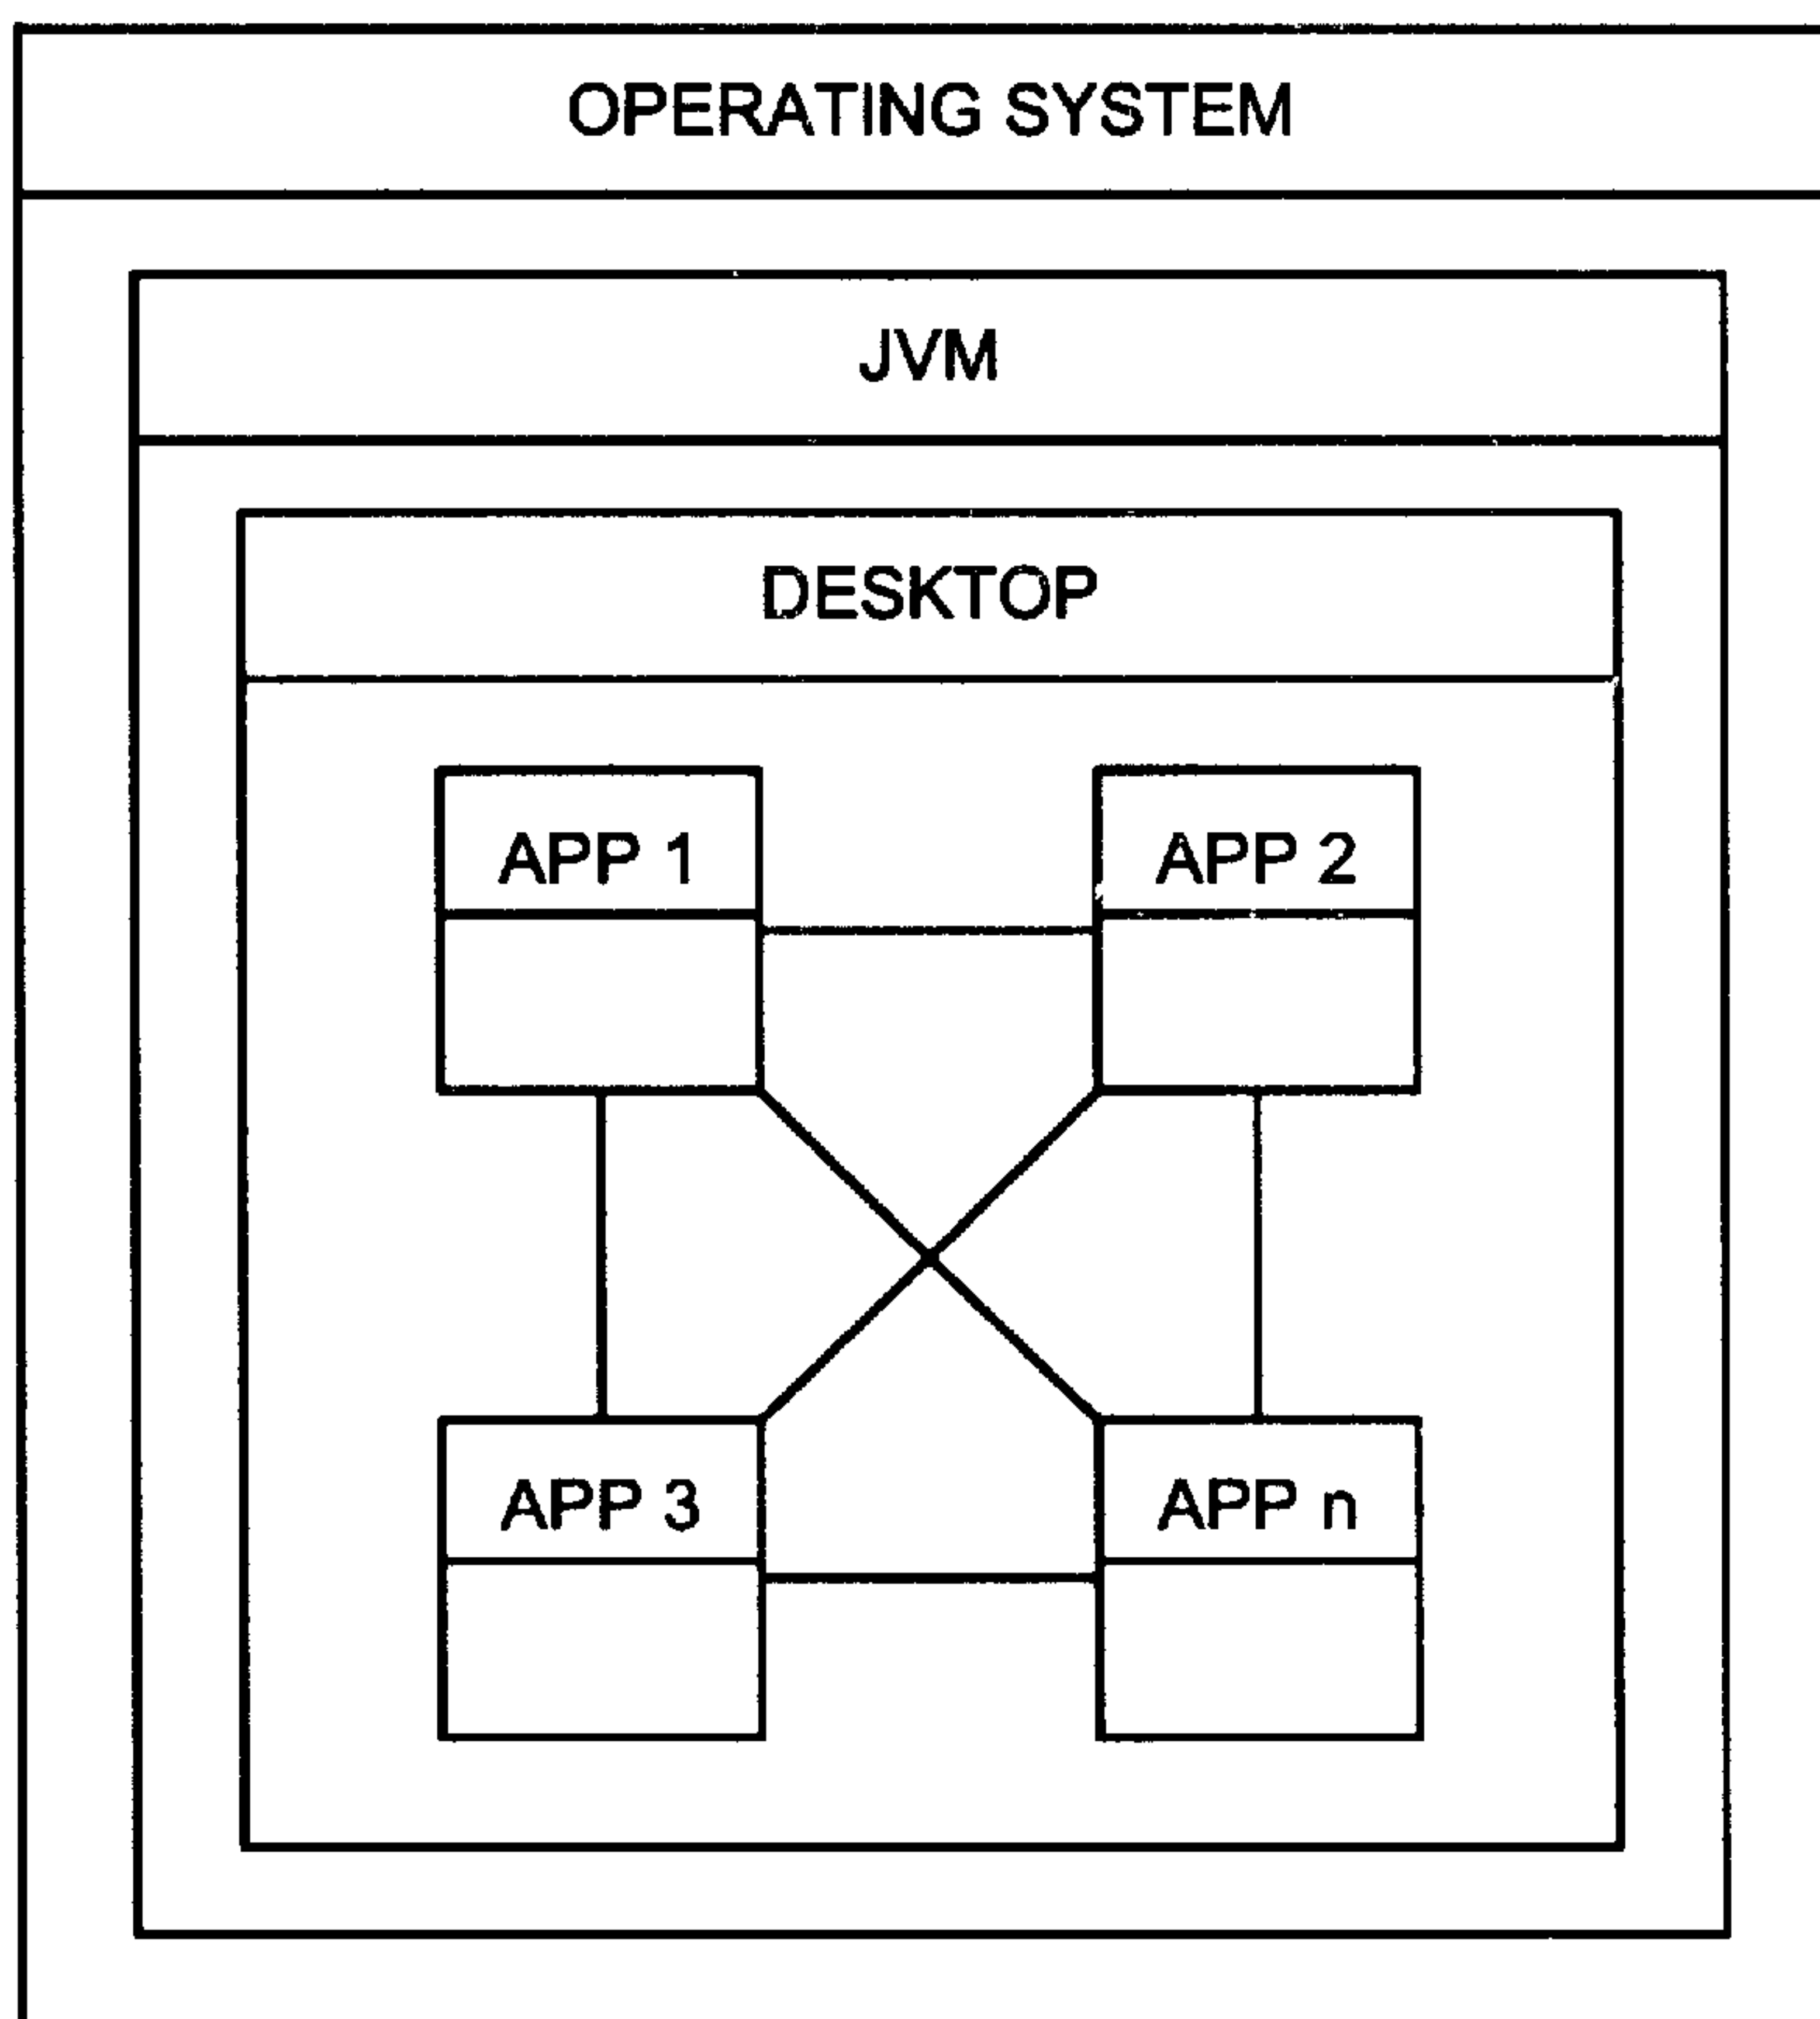 OPERATING SYSTEM
JVM
DESKTOP
APP 1
APP 2
APP 3
APP n